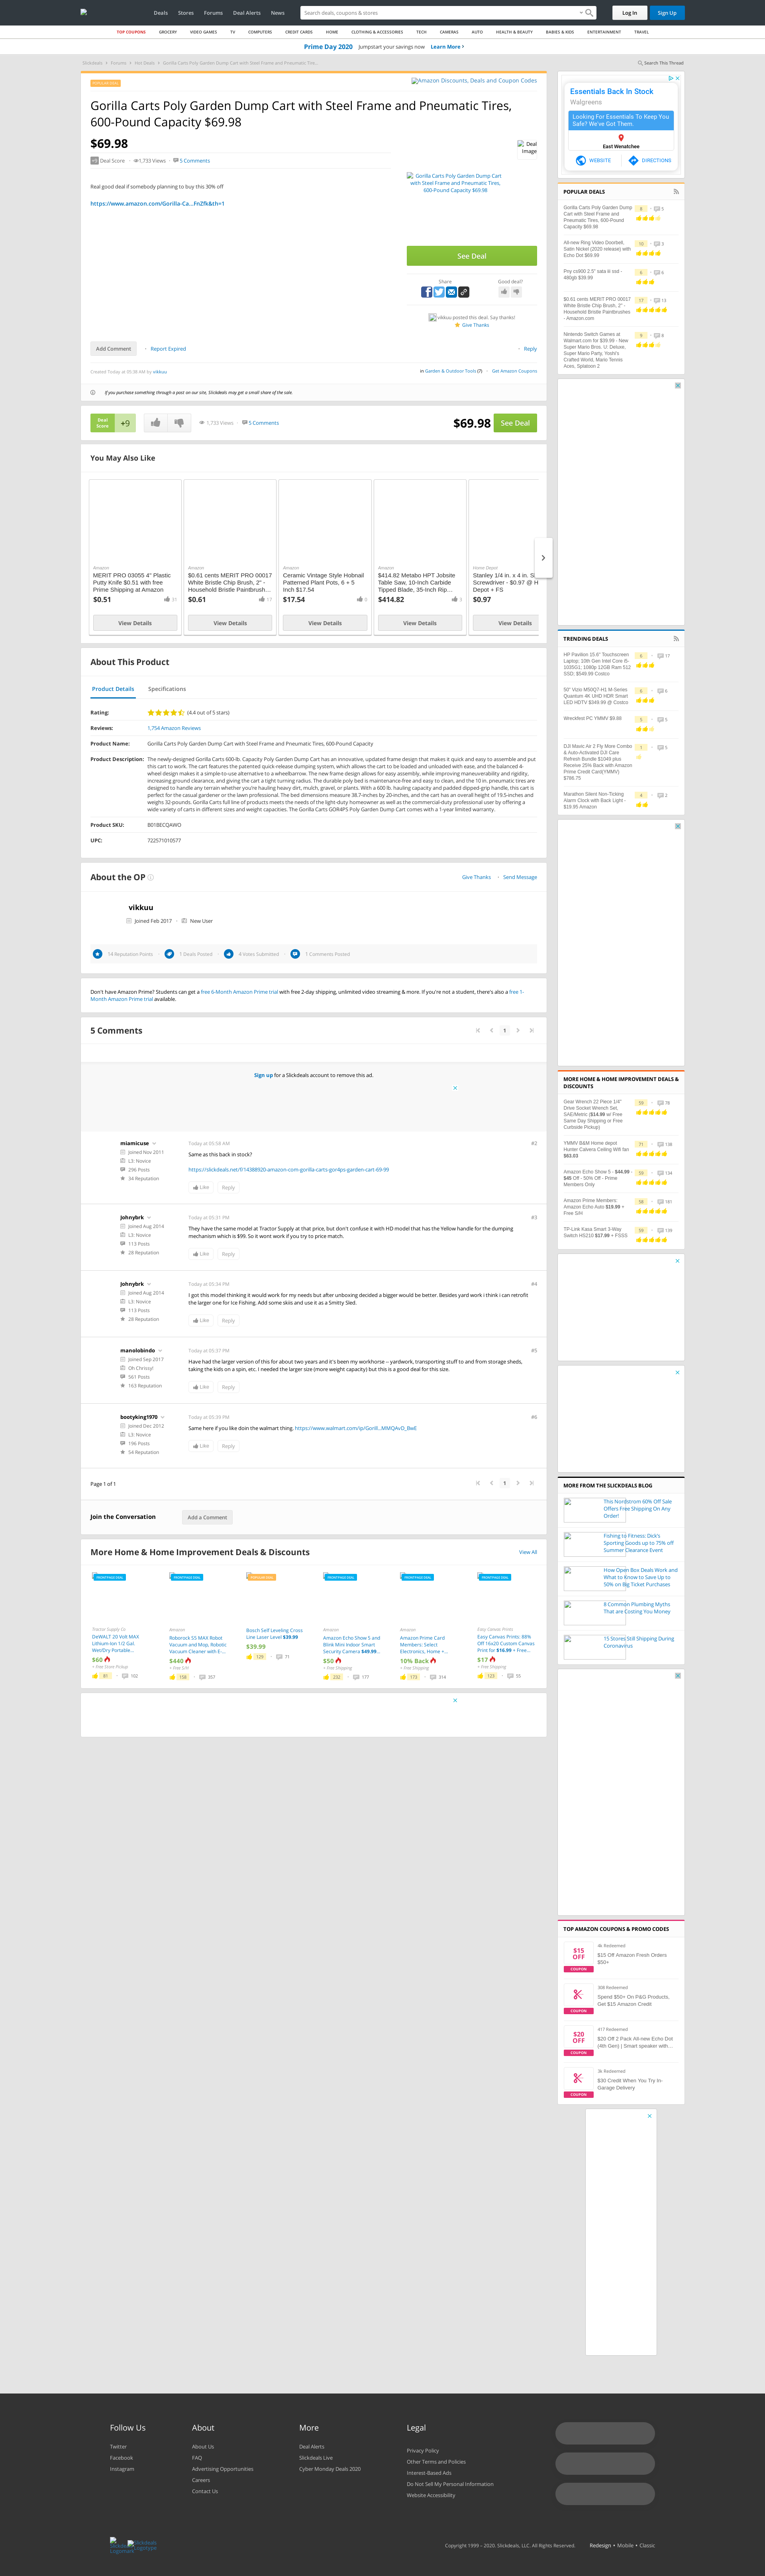 Deals Stores Forums Deal Alerts News Search deals, coupons & stores Log In Sign Up
TOP COUPONS GROCERY VIDEO GAMES TV COMPUTERS CREDIT CARDS HOME CLOTHING & ACCESSORIES TECH CAMERAS AUTO HEALTH & BEAUTY BABIES & KIDS ENTERTAINMENT TRAVEL
Prime Day 2020 Jumpstart your savings now Learn More
Slickdeals Forums Hot Deals Gorilla Carts Poly Garden Dump Cart with Steel Frame and Pneumatic Tires,... Search This Thread
Amazon Discounts, Deals and Coupon Codes
Gorilla Carts Poly Garden Dump Cart with Steel Frame and Pneumatic Tires,
600-Pound Capacity $69.98
$69.98
Deal
Image
+9 Deal Score 1,733 Views 5 Comments
Real good deal if somebody planning to buy this 30% off
https://www.amazon.com/Gorilla-Ca...FnZfk&th=1
Gorilla Carts Poly Garden Dump Cart
with Steel Frame and Pneumatic Tires,
600-Pound Capacity $69.98
See Deal
Share Good deal?
vikkuu posted this deal. Say thanks!
Give Thanks
Add Comment Report Expired Reply
Created Today at 05:38 AM by vikkuu
in Garden & Outdoor Tools (7) Get Amazon Coupons
If you purchase something through a post on our site, Slickdeals may get a small share of the sale.
Deal
Score
+9 1,733 Views 5 Comments $69.98 See Deal
You May Also Like
Amazon
MERIT PRO 03055 4" Plastic
Putty Knife $0.51 with free
Prime Shipping at Amazon
$0.51 31
View Details
Amazon
$0.61 cents MERIT PRO 00017
White Bristle Chip Brush, 2" -
Household Bristle Paintbrush...
$0.61 17
View Details
Amazon
Ceramic Vintage Style Hobnail
Patterned Plant Pots, 6 + 5
Inch $17.54
$17.54 0
View Details
Amazon
$414.82 Metabo HPT Jobsite
Table Saw, 10-Inch Carbide
Tipped Blade, 35-Inch Rip...
$414.82 0
View Details
Home Depot
Stanley 1/4 in. x 4 in. S
Screwdriver - $0.97 @ H
Depot + FS
$0.97
View Details
About This Product
Product Details Specifications
Rating: (4.4 out of 5 stars)
Reviews: 1,754 Amazon Reviews
Product Name: Gorilla Carts Poly Garden Dump Cart with Steel Frame and Pneumatic Tires, 600-Pound Capacity
Product Description: The newly-designed Gorilla Carts 600-lb. Capacity Poly Garden Dump Cart has an innovative, updated frame design that makes it quick and easy to assemble but
this cart to work. The cart features the patented quick-release dumping system, which allows the cart to be loaded and unloaded with ease, and the balanced 4-
wheel design makes it a simple-to-use alternative to a wheelbarrow. The new frame design allows for easy assembly, while improving maneuverability and rigidity,
increasing ground clearance, and giving the cart a tighter turning radius. The durable poly bed is maintenance-free and easy to clean, and the 10 in. pneumatic tires are
designed to handle any terrain whether you're hauling heavy dirt, mulch, gravel, or plants. With its 600 lb. hauling capacity and a padded dipped-grip handle, this cart is
perfect for the occasional gardener or the lawn professional. The bed dimensions equate to 36 in. x 20 in. with a bed depth of 8.5 in. and an overall height of 19.5-inches and
weighs 32-pounds. Gorilla Carts full line of products meets the needs of the light-duty homeowner as well as the commercial-duty professional by offering over a
variety of different carts in assorted sizes and weight capacities. The Gorilla Carts GOR4PS Poly Garden Dump Cart comes with a 1-year limited warranty.
Product SKU: B01BECQAWO
UPC: 722571010577
About the OP Give Thanks Send Message
vikkuu
Joined Feb 2017 New User
14 Reputation Points 1 Deals Posted 4 Votes Submitted 1 Comments Posted
Don't have Amazon Prime? Students can get a free 6-Month Amazon Prime trial with free 2-day shipping, unlimited video streaming & more. If you're not a student, there's also a free 1-
Month Amazon Prime trial available.
5 Comments 1
Sign up for a Slickdeals account to remove this ad.
miamicuse
Joined Nov 2011
L3: Novice
296 Posts
34 Reputation
Today at 05:58 AM #2
Same as this back in stock?
https://slickdeals.net/f/14388920-amazon-com-gorilla-carts-gor4ps-garden-cart-69-99
Like Reply
Johnybrk
Joined Aug 2014
L3: Novice
113 Posts
28 Reputation
Today at 05:31 PM #3
They have the same model at Tractor Supply at that price, but don't confuse it with HD model that has the Yellow handle for the dumping
mechanism which is $99. So it wont work for you if you try to price match.
Like Reply
Johnybrk
Joined Aug 2014
L3: Novice
113 Posts
28 Reputation
Today at 05:34 PM #4
I got this model thinking it would work for my needs but after unboxing decided a bigger would be better. Besides yard work i think i can retrofit
the larger one for Ice Fishing. Add some skis and use it as a Smitty Sled.
Like Reply
manolobindo
Joined Sep 2017
Oh Chrissy!
561 Posts
163 Reputation
Today at 05:37 PM #5
Have had the larger version of this for about two years and it's been my workhorse -- yardwork, transporting stuff to and from storage sheds,
taking the kids on a spin, etc. I need the larger size (more weight capacity) but this is a good deal for this size.
Like Reply
bootyking1970
Joined Dec 2012
L3: Novice
196 Posts
54 Reputation
Today at 05:39 PM #6
Same here if you like doin the walmart thing. https://www.walmart.com/ip/Gorill...MMQAvD_BwE
Like Reply
Page 1 of 1 1
Join the Conversation Add a Comment
More Home & Home Improvement Deals & Discounts View All
FRONTPAGE DEAL
Tractor Supply Co.
DeWALT 20 Volt MAX
Lithium Ion 1/2 Gal
Wet/Dry Portable...
$60
+ Free Store Pickup
81 102
FRONTPAGE DEAL
Amazon
Roborock S5 MAX Robot
Vacuum and Mop, Robotic
Vacuum Cleaner with E-...
$440
+ Free S/H
158 357
Bosch Self Leveling Cross
Line Laser Level $39.99
$39.99
129 71
FRONTPAGE DEAL
Amazon
Amazon Echo Show 5 and
Blink Mini Indoor Smart
Security Camera $49.99...
$50
+ Free Shipping
232 177
FRONTPAGE DEAL
Amazon
Amazon Prime Card
Members: Select
Electronics, Home +...
10% Back
+ Free Shipping
173 314
FRONTPAGE DEAL
Easy Canvas Prints
Easy Canvas Prints: 88%
Off 16x20 Custom Canvas
Print for $16.99 + Free...
$17
+ Free Shipping
123 55
Essentials Back In Stock
Walgreens
Looking For Essentials To Keep You
Safe? We've Got Them.
East Wenatchee
WEBSITE DIRECTIONS
POPULAR DEALS
Gorilla Carts Poly Garden Dump
Cart with Steel Frame and
Pneumatic Tires, 600-Pound
Capacity $69.98
9 5
All-new Ring Video Doorbell,
Satin Nickel (2020 release) with
Echo Dot $69.99
10 3
Pny cs900 2.5" sata iii ssd -
480gb $39.99
6 6
$0.61 cents MERIT PRO 00017
White Bristle Chip Brush, 2" -
Household Bristle Paintbrushes
- Amazon.com
17 13
Nintendo Switch Games at
Walmart.com for $39.99 - New
Super Mario Bros. U: Deluxe,
Super Mario Party, Yoshi's
Crafted World, Mario Tennis
Aces, Splatoon 2
9 8
TRENDING DEALS
HP Pavilion 15.6" Touchscreen
Laptop: 10th Gen Intel Core i5-
1035G1, 1080p 12GB Ram 512
SSD; $549.99 Costco
6 17
50" Vizio M50Q7-H1 M-Series
Quantum 4K UHD HDR Smart
LED HDTV $349.99 @ Costco
6 6
Wreckfest PC YMMV $9.88
5 5
DJI Mavic Air 2 Fly More Combo
& Auto-Activated DJI Care
Refresh Bundle $1049 plus
Receive 25% Back with Amazon
Prime Credit Card(YMMV)
$786.75
1 5
Marathon Silent Non-Ticking
Alarm Clock with Back Light -
$19.95 Amazon
4 2
MORE HOME & HOME IMPROVEMENT DEALS &
DISCOUNTS
Gear Wrench 22 Piece 1/4"
Drive Socket Wrench Set,
SAE/Metric ($14.99 w/ Free
Same Day Shipping or Free
Curbside Pickup)
59 78
YMMV B&M Home depot
Hunter Calvera Ceiling Wifi fan
$63.03
71 138
Amazon Echo Show 5 - $44.99 -
$45 Off - 50% Off - Prime
Members Only
59 134
Amazon Prime Members:
Amazon Echo Auto $19.99 +
Free S/H
58 181
TP-Link Kasa Smart 3-Way
Switch HS210 $17.99 + FSSS
59 139
MORE FROM THE SLICKDEALS BLOG
This Nordstrom 60% Off Sale
Offers Free Shipping On Any
Order!
Fishing to Fitness: Dick's
Sporting Goods up to 75% off
Summer Clearance Event
How Open Box Deals Work and
What to Know to Save Up to
50% on Big Ticket Purchases
8 Common Plumbing Myths
That are Costing You Money
15 Stores Still Shipping During
Coronavirus
TOP AMAZON COUPONS & PROMO CODES
$15
OFF
COUPON
4k Redeemed
$15 Off Amazon Fresh Orders
$50+
COUPON
358 Redeemed
Spend $50+ On P&G Products,
Get $15 Amazon Credit
$20
OFF
COUPON
417 Redeemed
$20 Off 2 Pack All-new Echo Dot
(4th Gen) | Smart speaker with...
COUPON
3k Redeemed
$30 Credit When You Try In-
Garage Delivery
Follow Us
Twitter
Facebook
Instagram
About
About Us
FAQ
Advertising Opportunities
Careers
Contact Us
More
Deal Alerts
Slickdeals Live
Cyber Monday Deals 2020
Legal
Privacy Policy
Other Terms and Policies
Interest-Based Ads
Do Not Sell My Personal Information
Website Accessibility
Copyright 1999 – 2020. Slickdeals, LLC. All Rights Reserved. Redesign • Mobile • Classic